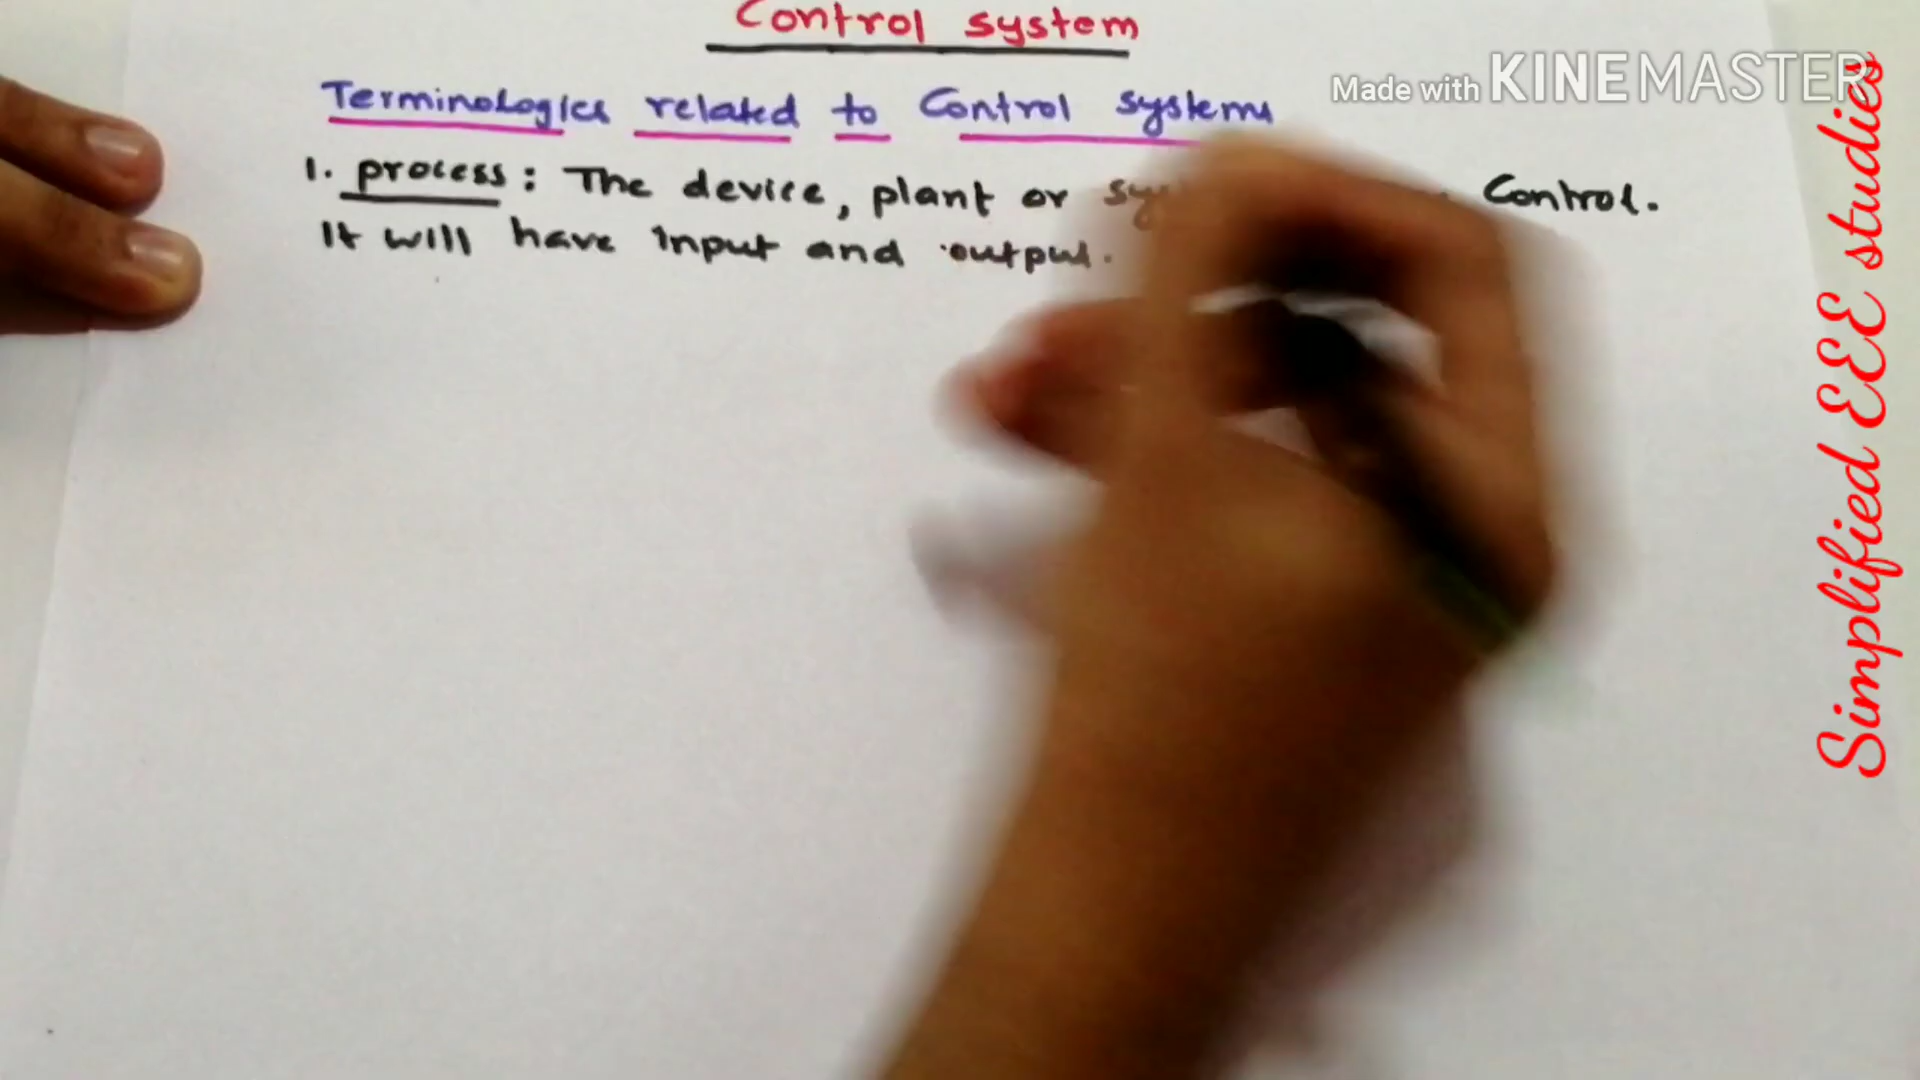 Control system
Made with KINEMASTER
Terminologies related to Control systems
1. process : The device, plant or Control.
It will have Input and output.
Simplified EEE studies